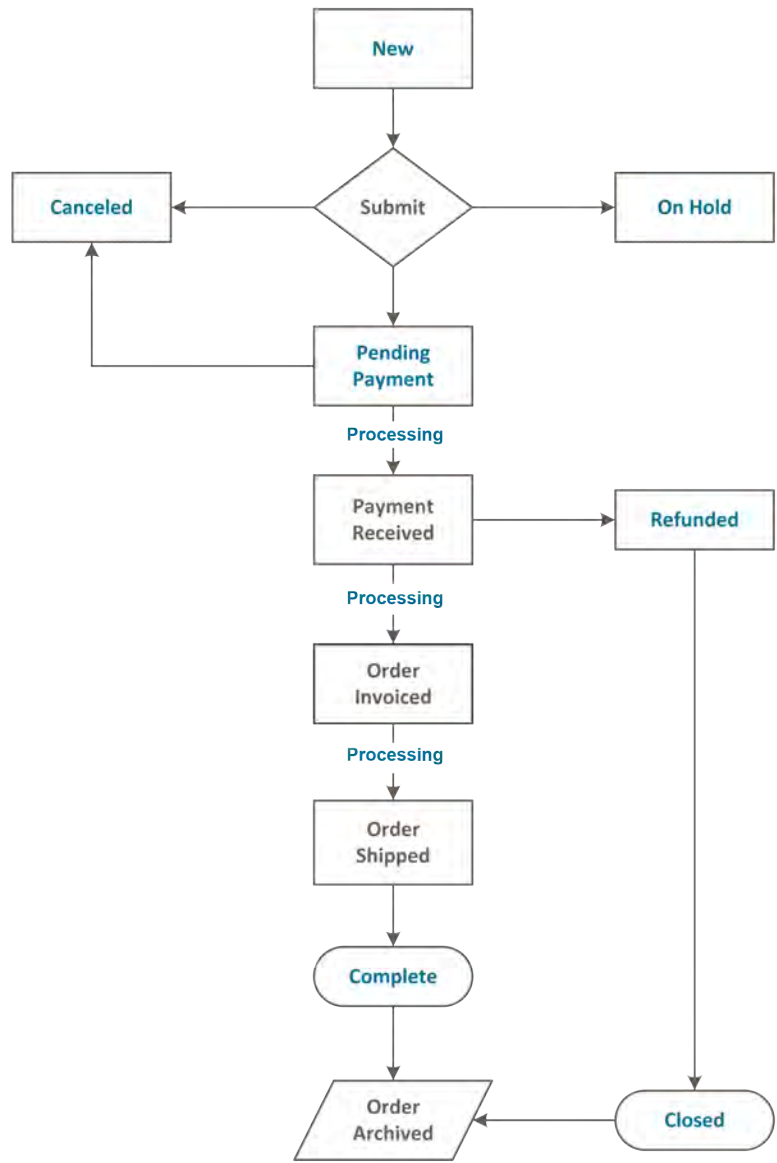 New
Canceled
Submit
On Hold
Pending
Payment
Processing
Payment
Received
Refunded
Processing
Order
Invoiced
Processing
Order
Shipped
Complete
Order
Archived
Closed